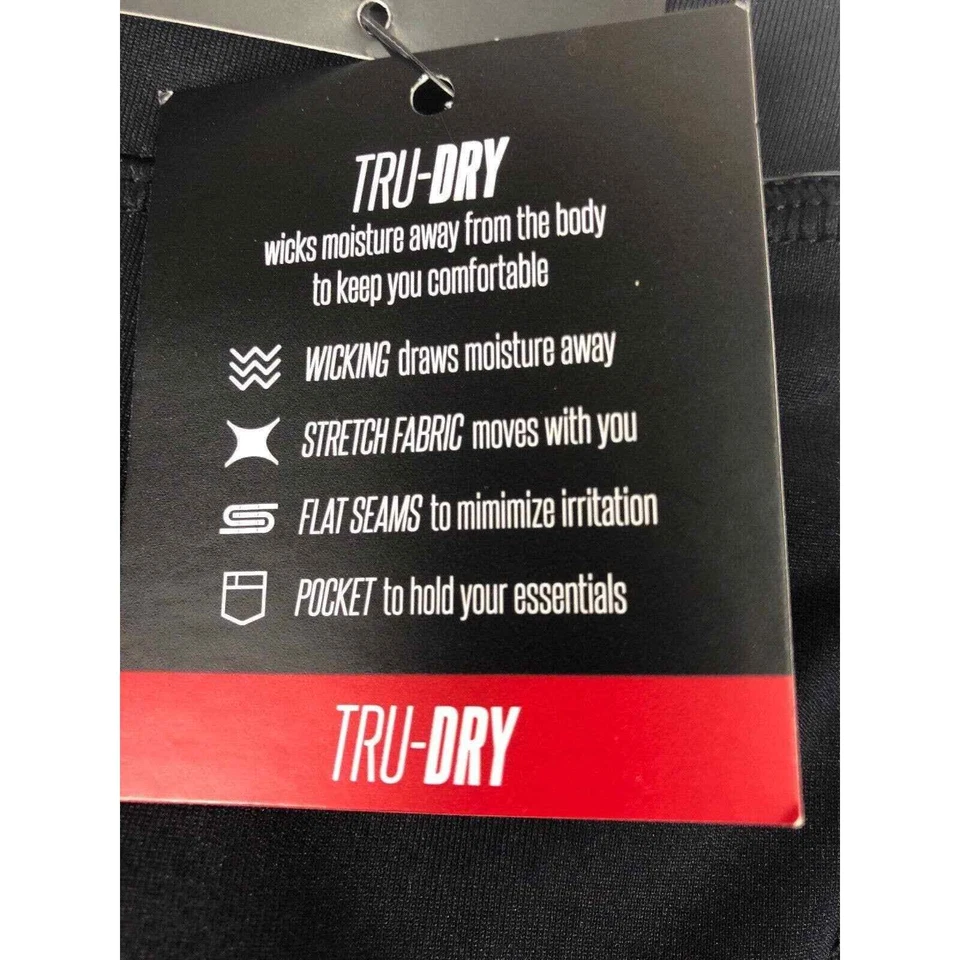 TRU-DRY
wicks moisture away from the body
to keep you comfortable
WICKING draws moisture away
STRETCH FABRIC moves with you
FLAT SEAMS to mimimize irritation
POCKET to hold your essentials
TRU-DRY